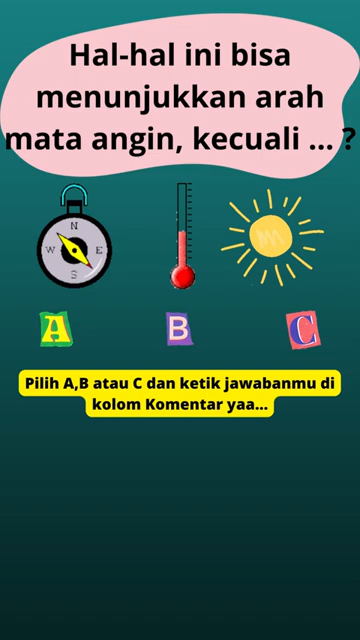 Hal-hal ini bisa
menunjukkan arah
mata angin, kecuali ... ?
N
W E
S
A B C
Pilih A,B atau C dan ketik jawabanmu di
kolom Komentar yaa...